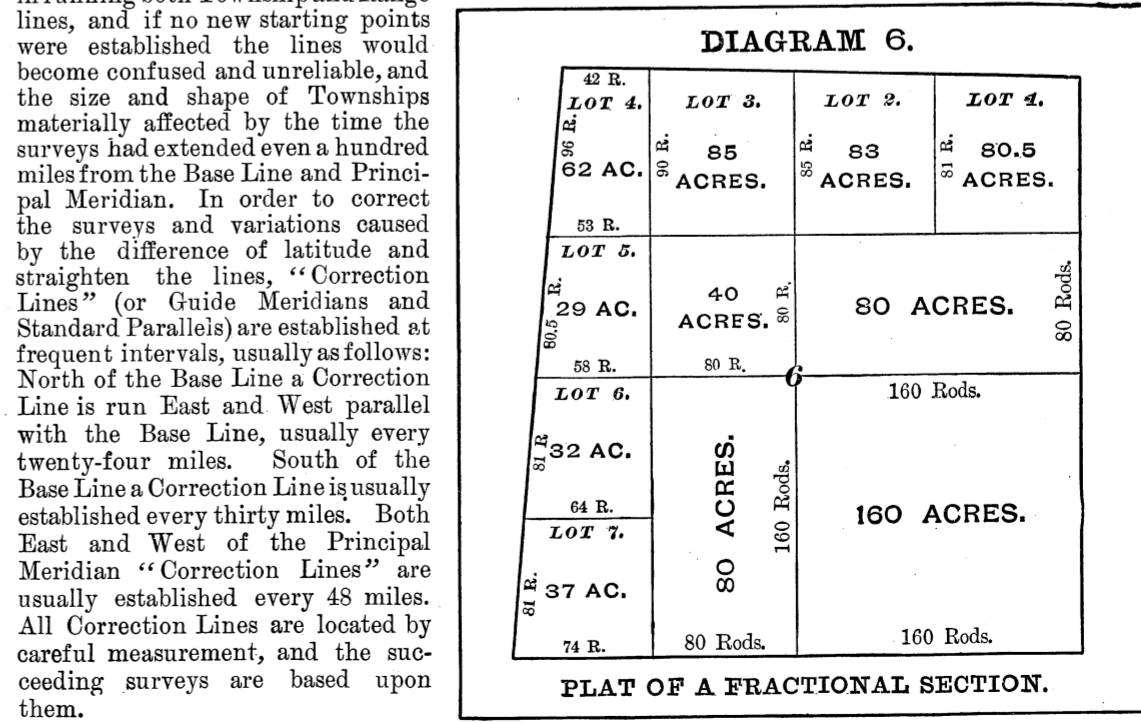 in running both Township and Range
lines, and if no new starting points
were established the lines would
become confused and unreliable, and
the size and shape of Townships
materially affected by the time the
surveys had extended even a hundred
miles from the Base Line and Princi-
pal Meridian. In order to correct
the surveys and variations caused
by the difference of latitude and
straighten the lines, “Correction
Lines” (or Guide Meridians and
Standard Parallels) are established at
frequent intervals, usually as follows:
North of the Base Line a Correction
Line is run East and West parallel
with the Base Line, usually every
twenty-four miles. South of the
Base Line a Correction Line is usually
established every thirty miles. Both
East and West of the Principal
Meridian “Correction Lines” are
usually established every 48 miles.
All Correction Lines are located by
careful measurement, and the suc-
ceeding surveys are based upon
them.
DIAGRAM 6.
42 R.
LOT 4.
96 R.
62 AC.
53 R.
LOT 3.
90 R.
85
ACRES.
LOT 2.
85 R.
83
ACRES.
LOT 1.
81 R.
80.5
ACRES.
LOT 5.
80.5 R.
29 AC.
58 R.
40
ACRES.
80 R.
80 R.
80 ACRES.
80 Rods.
6
160 Rods.
LOT 6.
81 R
32 AC.
64 R.
LOT 7.
81 R.
37 AC.
74 R.
80 ACRES.
160 Rods.
80 Rods.
160 ACRES.
160 Rods.
PLAT OF A FRACTIONAL SECTION.